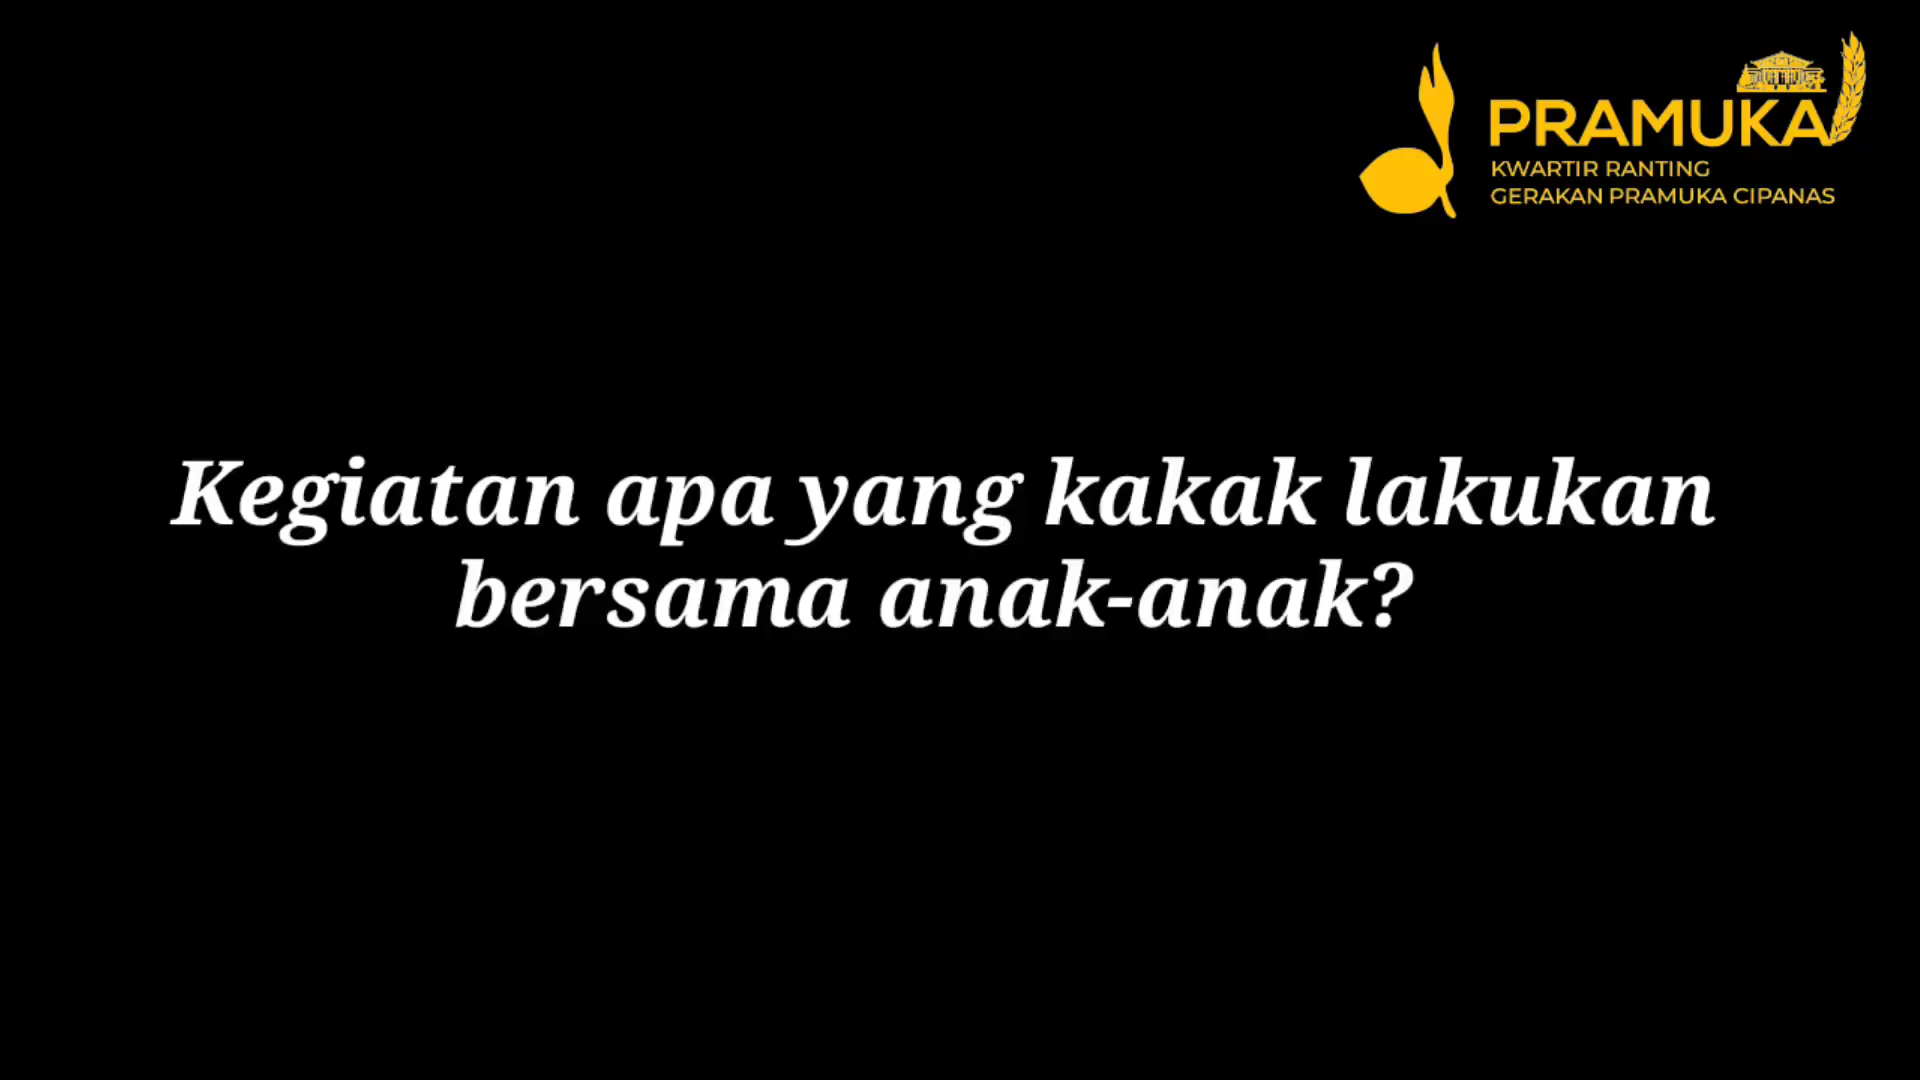 PRAMUKA
KWARTIR RANTING
GERAKAN PRAMUKA CIPANAS
Kegiatan apa yang kakak lakukan
bersama anak-anak?